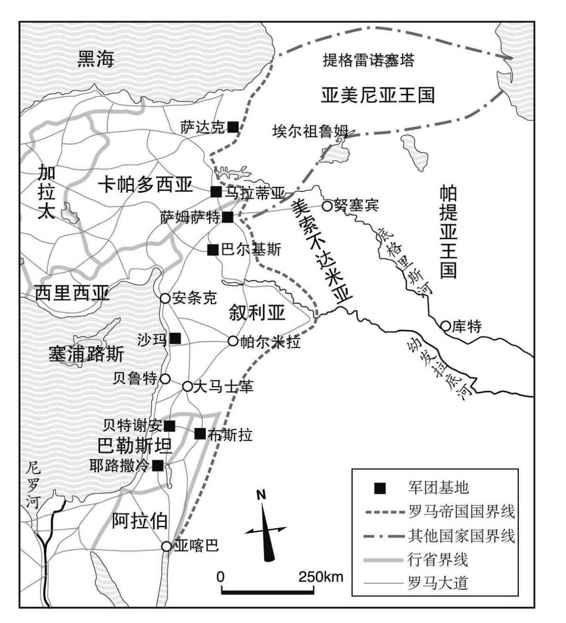 黑海
提格雷诺塞塔
亚美尼亚王国
萨达克
埃尔祖鲁姆
加拉太
卡帕多西亚
马拉蒂亚
萨姆萨特
努塞宾
帕提亚王国
美索不达米亚
底格里斯河
巴尔基斯
西里西亚
安条克
叙利亚
沙玛
帕尔米拉
库特
塞浦路斯
幼发拉底河
贝鲁特
大马士革
贝特谢安
布斯拉
巴勒斯坦
耶路撒冷
尼罗河
阿拉伯
亚喀巴
N
0 250km
军团基地
罗马帝国国界线
其他国家国界线
行省界线
罗马大道